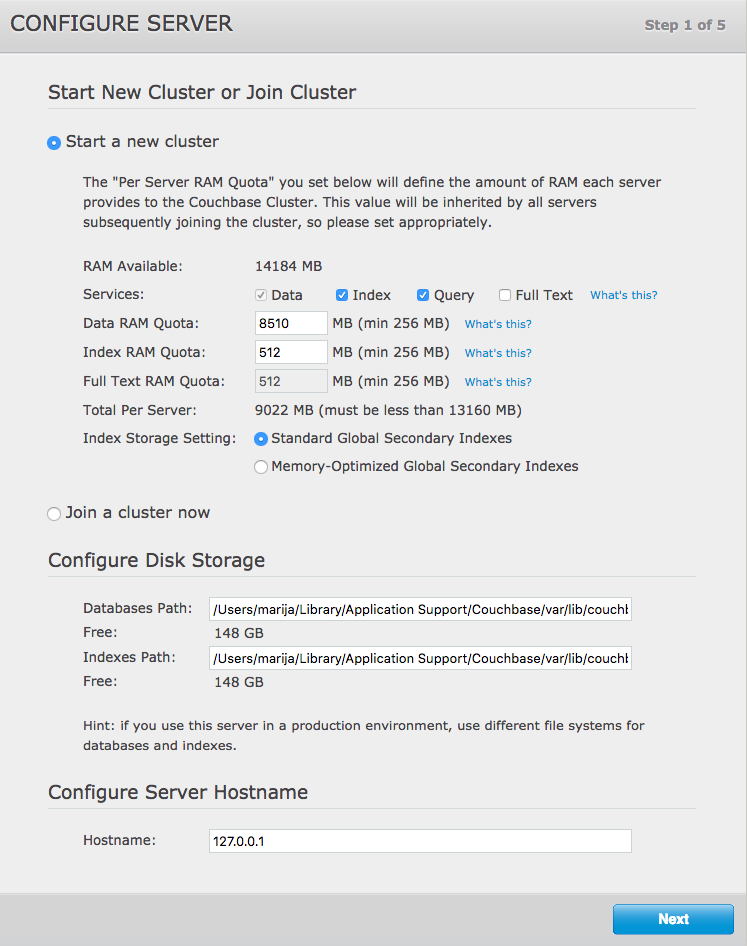 CONFIGURE SERVER
Step 1 of 5
Start New Cluster or Join Cluster
Start a new cluster
The "Per Server RAM Quota" you set below will define the amount of RAM each server
provides to the Couchbase Cluster. This value will be inherited by all servers
subsequently joining the cluster, so please set appropriately.
RAM Available: 14184 MB
Services: Data Index Query Full Text What's this?
Data RAM Quota: 8510 MB (min 256 MB) What's this?
Index RAM Quota: 512 MB (min 256 MB) What's this?
Full Text RAM Quota: 512 MB (min 256 MB) What's this?
Total Per Server: 9022 MB (must be less than 13160 MB)
Index Storage Setting: Standard Global Secondary Indexes
Memory-Optimized Global Secondary Indexes
Join a cluster now
Configure Disk Storage
Databases Path: /Users/marija/Library/Application Support/Couchbase/var/lib/couchb
Free: 148 GB
Indexes Path: /Users/marija/Library/Application Support/Couchbase/var/lib/couchb
Free: 148 GB
Hint: if you use this server in a production environment, use different file systems for
databases and indexes.
Configure Server Hostname
Hostname: 127.0.0.1
Next